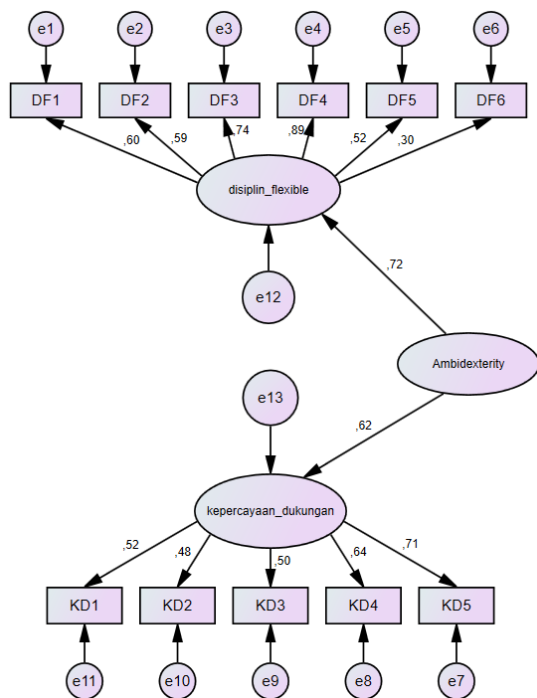 e1 e2 e3 e4 e5 e6
DF1 DF2 DF3 DF4 DF5 DF6
,60 ,59 ,74 ,89 ,52 ,30
disiplin_flexible
e12
,72
Ambidexterity
e13
,62
kepercayaan_dukungan
,52 ,48 ,50 ,64 ,71
KD1 KD2 KD3 KD4 KD5
e11 e10 e9 e8 e7